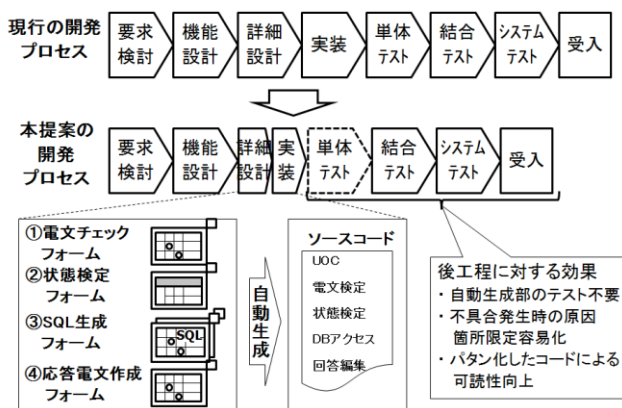 現行の開発
プロセス
要求
検討
機能
設計
詳細
設計
実装
単体
テスト
結合
テスト
システム
テスト
受入
本提案の
開発
プロセス
要求
検討
機能
設計
詳細
設計
実
装
単体
テスト
結合
テスト
システム
テスト
受入
①電文チェック
フォーム
②状態検定
フォーム
③SQL生成
フォーム
SQL
④応答電文作成
フォーム
自動生成
ソースコード
UOC
電文検定
状態検定
DBアクセス
回答編集
後工程に対する効果
・自動生成部のテスト不要
・不具合発生時の原因
箇所限定容易化
・パタン化したコードによる
可読性向上